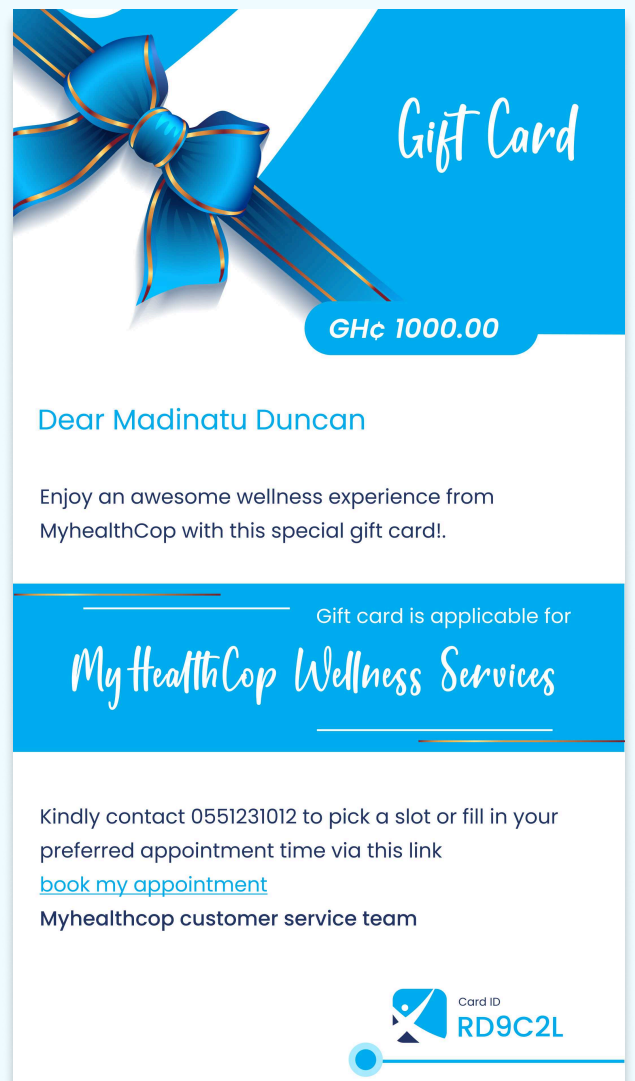 Gift Card
GH¢ 1000.00
Dear Madinatu Duncan
Enjoy an awesome wellness experience from
MyhealthCop with this special gift card!.
Gift card is applicable for
MyHealthCop Wellness Services
Kindly contact 0551231012 to pick a slot or fill in your
preferred appointment time via this link
book my appointment
Myhealthcop customer service team
Card ID
RD9C2L